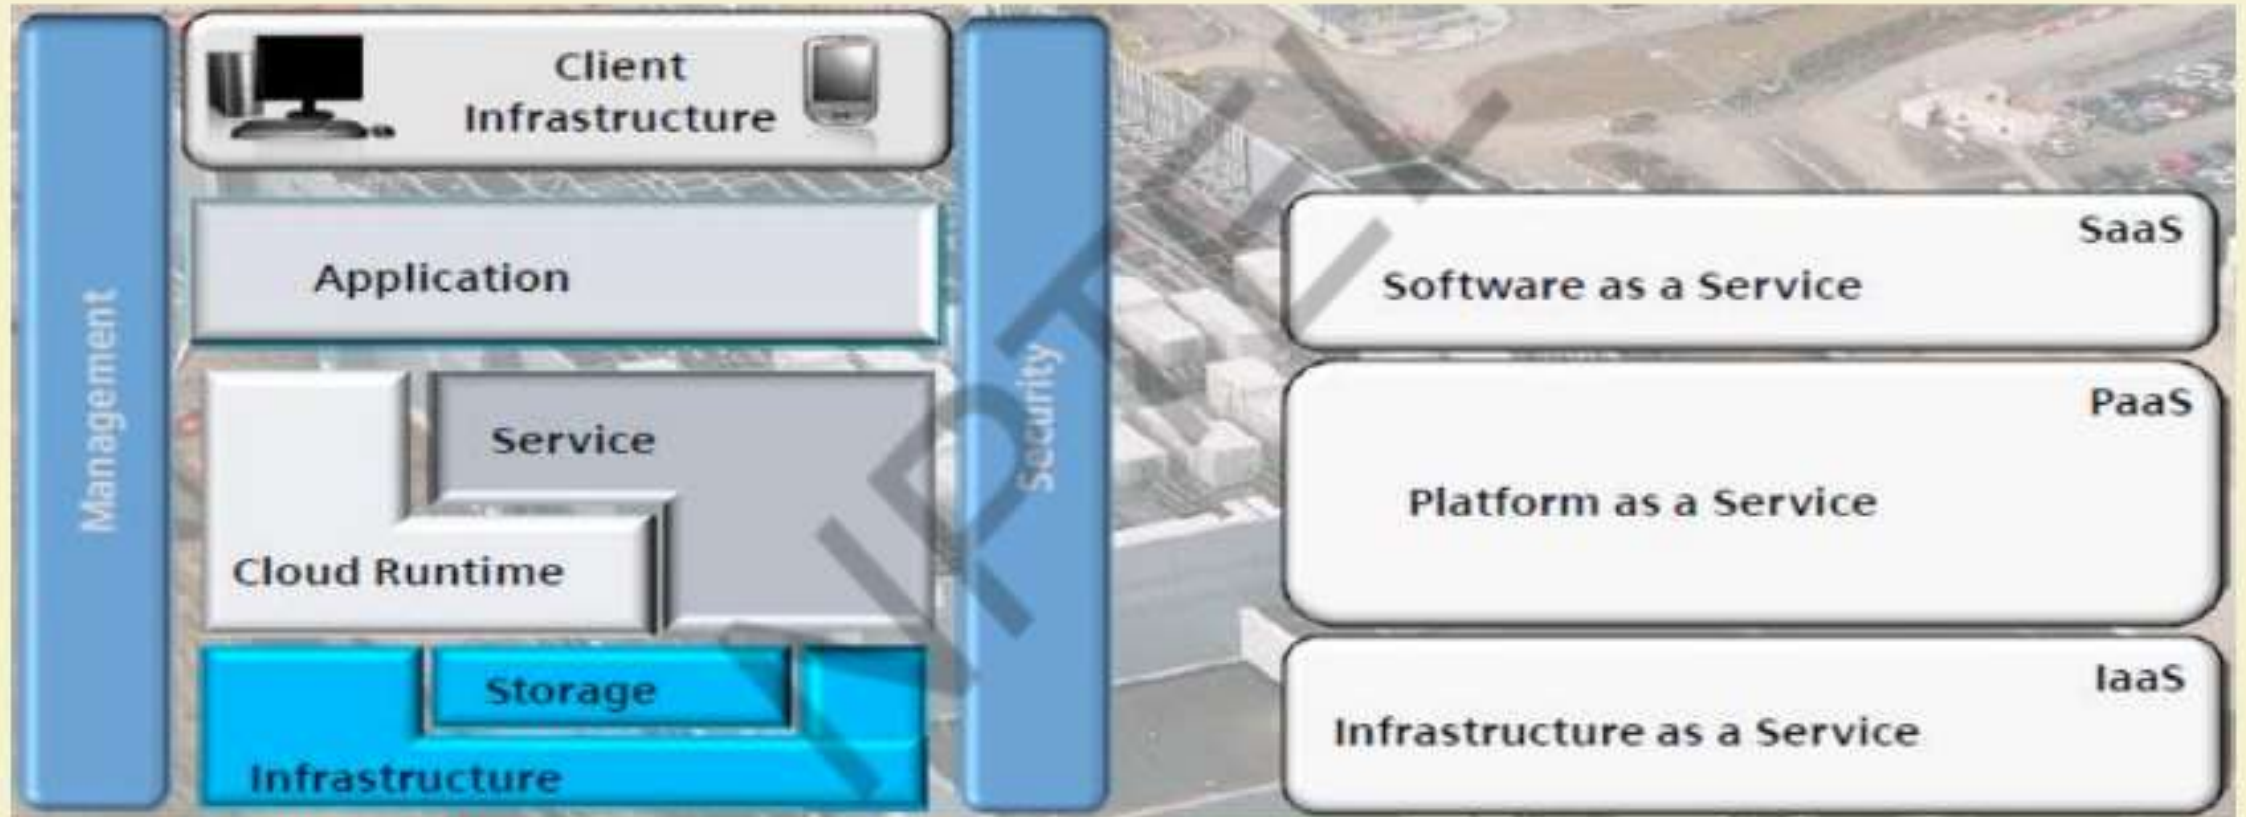 Management
Client
Infrastructure
Application
Service
Cloud Runtime
Storage
Infrastructure
Security
SaaS
Software as a Service
PaaS
Platform as a Service
IaaS
Infrastructure as a Service
NPTEL